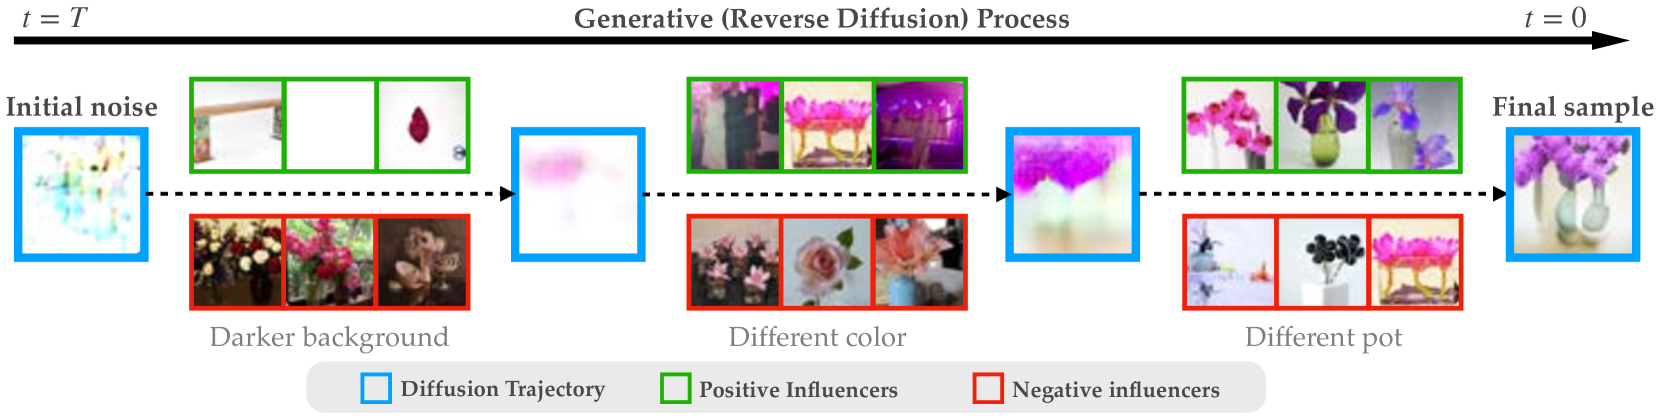 t = T
Generative (Reverse Diffusion) Process
t = 0
Initial noise
Final sample
Darker background
Different color
Different pot
Diffusion Trajectory
Positive Influencers
Negative influencers